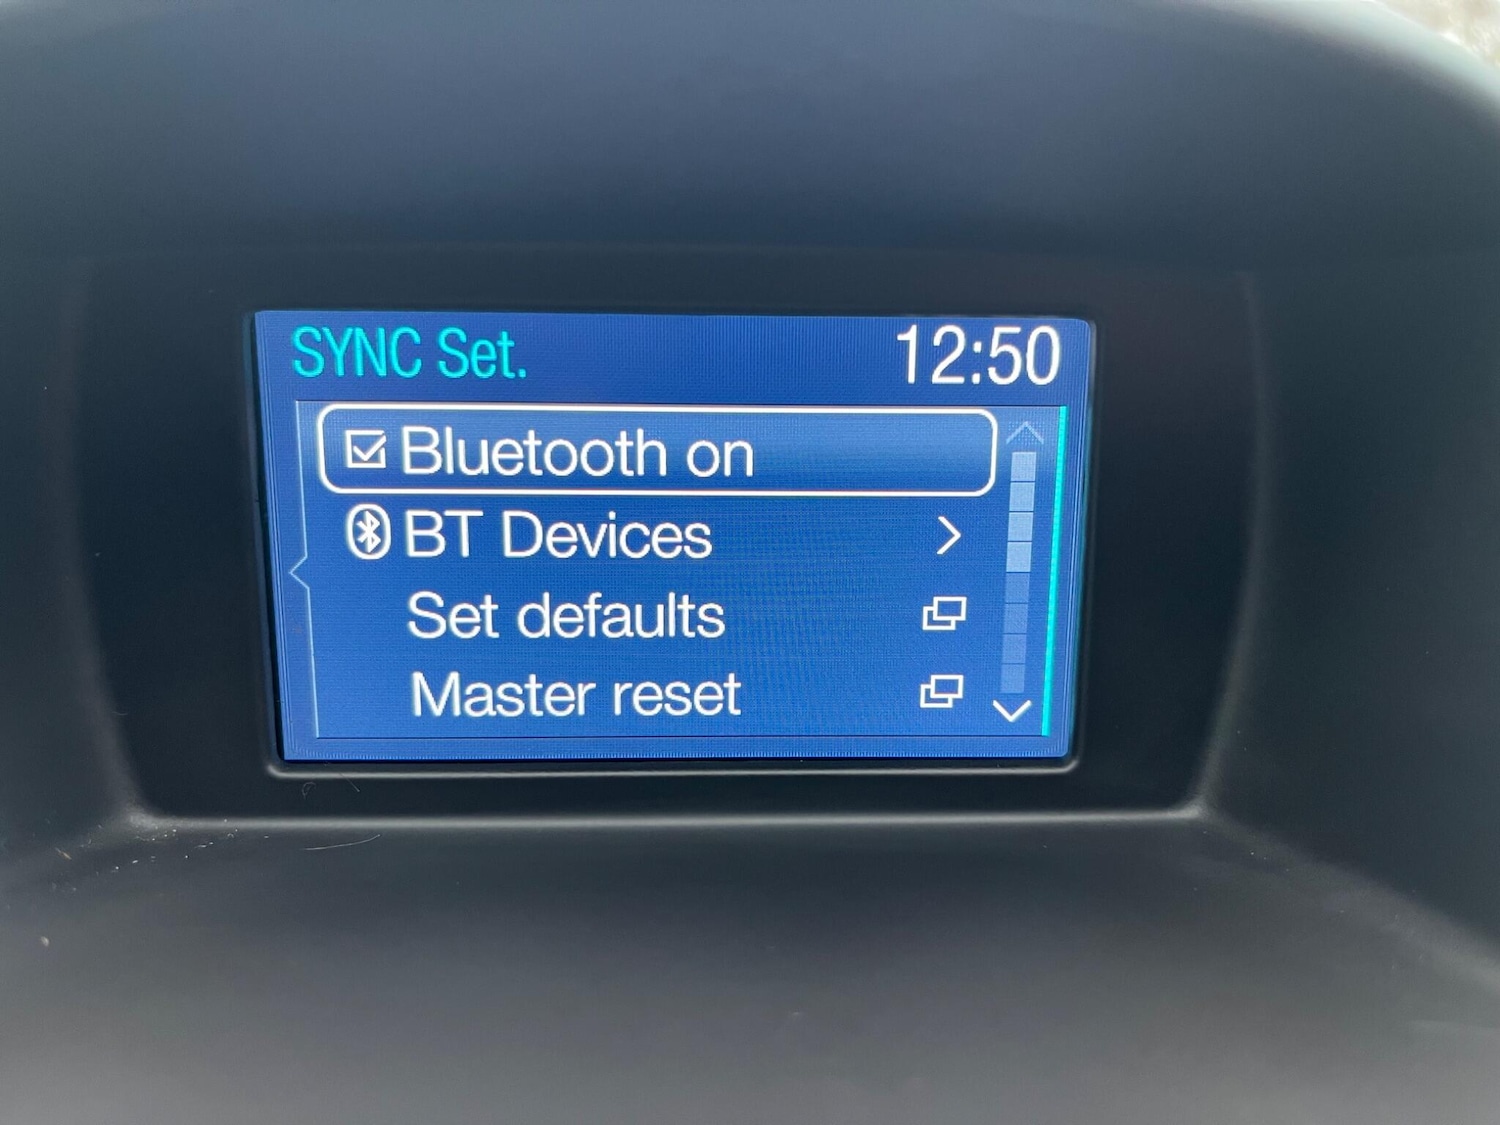 SYNC Set. 12:50
Bluetooth on
BT Devices
Set defaults
Master reset